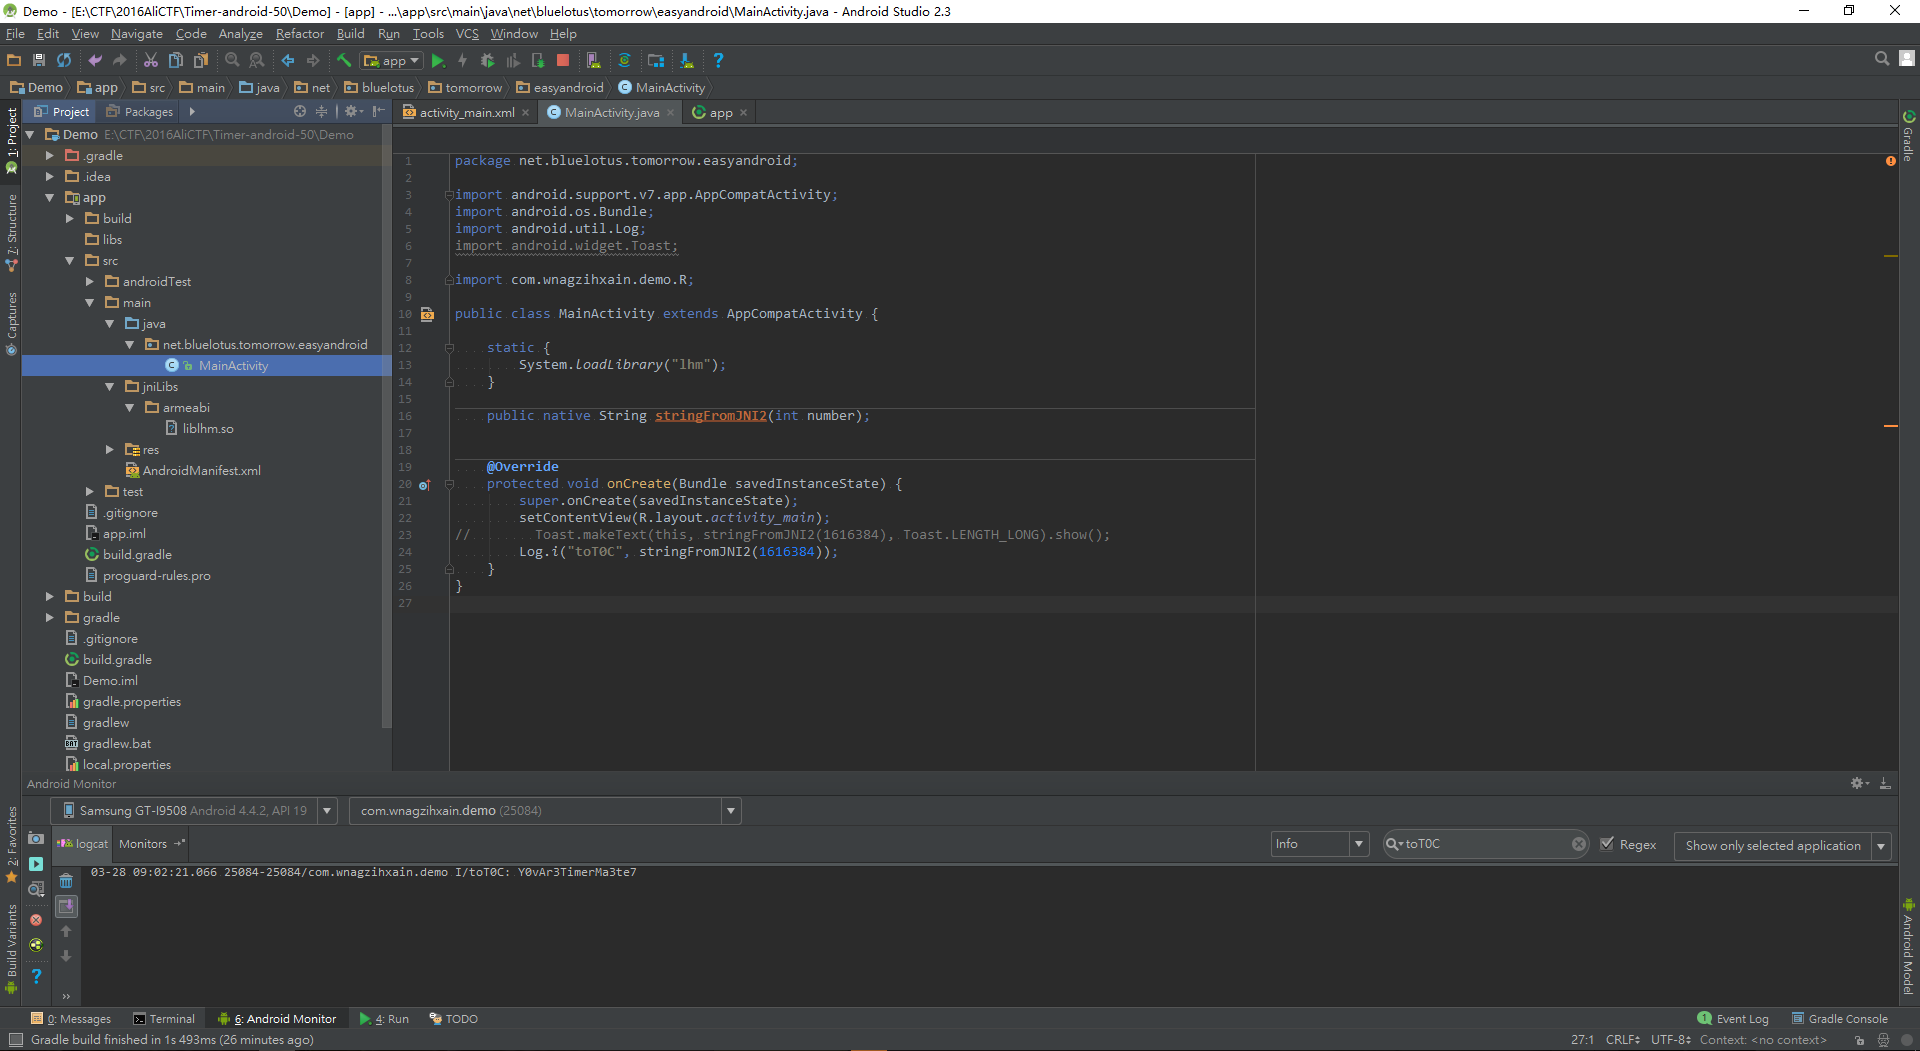 Demo - [E:\CTF\2016AliCTF\Timer-android-50\Demo] - [app] - ...\app\src\main\java\net\bluelotus\tomorrow\easyandroid\MainActivity.java - Android Studio 2.3
File Edit View Navigate Code Analyze Refactor Build Run Tools VCS Window Help
app
Demo app src main java net bluelotus tomorrow easyandroid MainActivity
Project Packages
activity_main.xml MainActivity.java app
1: Project
7: Structure
Captures
2: Favorites
Build Variants
Gradle
Android Model
Demo E:\CTF\2016AliCTF\Timer-android-50\Demo
.gradle
.idea
app
build
libs
src
androidTest
main
java
net.bluelotus.tomorrow.easyandroid
MainActivity
jniLibs
armeabi
liblhm.so
res
AndroidManifest.xml
test
.gitignore
app.iml
build.gradle
proguard-rules.pro
build
gradle
.gitignore
build.gradle
Demo.iml
gradle.properties
gradlew
gradlew.bat
local.properties
1 package net.bluelotus.tomorrow.easyandroid;
2
3 import android.support.v7.app.AppCompatActivity;
4 import android.os.Bundle;
5 import android.util.Log;
6 import android.widget.Toast;
7
8 import com.wnagzihxain.demo.R;
9
10 public class MainActivity extends AppCompatActivity {
11
12 static {
13 System.loadLibrary("lhm");
14 }
15
16 public native String stringFromJNI2(int number);
17
18
19 @Override
20 protected void onCreate(Bundle savedInstanceState) {
21 super.onCreate(savedInstanceState);
22 setContentView(R.layout.activity_main);
23 // Toast.makeText(this, stringFromJNI2(1616384), Toast.LENGTH_LONG).show();
24 Log.i("toT0C", stringFromJNI2(1616384));
25 }
26 }
27
Android Monitor
Samsung GT-I9508 Android 4.4.2, API 19 com.wnagzihxain.demo (25084)
logcat Monitors Info toT0C Regex Show only selected application
03-28 09:02:21.066 25084-25084/com.wnagzihxain.demo I/toT0C: Y0vAr3TimerMa3te7
0: Messages Terminal 6: Android Monitor 4: Run TODO 1 Event Log Gradle Console
Gradle build finished in 1s 493ms (26 minutes ago) 27:1 CRLF UTF-8 Context: <no context>